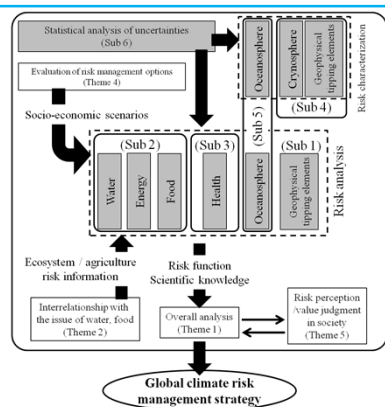 Statistical analysis of uncertainties
(Sub 6)
Evaluation of risk management options
(Theme 4)
Socio-economic scenarios
Oceanosphere
Crynosphere
Geophysical
tipping elements
(Sub 4)
Risk characterization
(Sub 5)
(Sub 2)
Water
Energy
Food
(Sub 3)
Health
Oceanosphere
(Sub 1)
Geophysical
tipping elements
Risk analysis
Ecosystem / agriculture
risk information
Risk function
Scientific knowledge
Interrelationship with
the issue of water, food
(Theme 2)
Overall analysis
(Theme 1)
Risk perception
/value judgment
in society
(Theme 5)
Global climate risk
management strategy